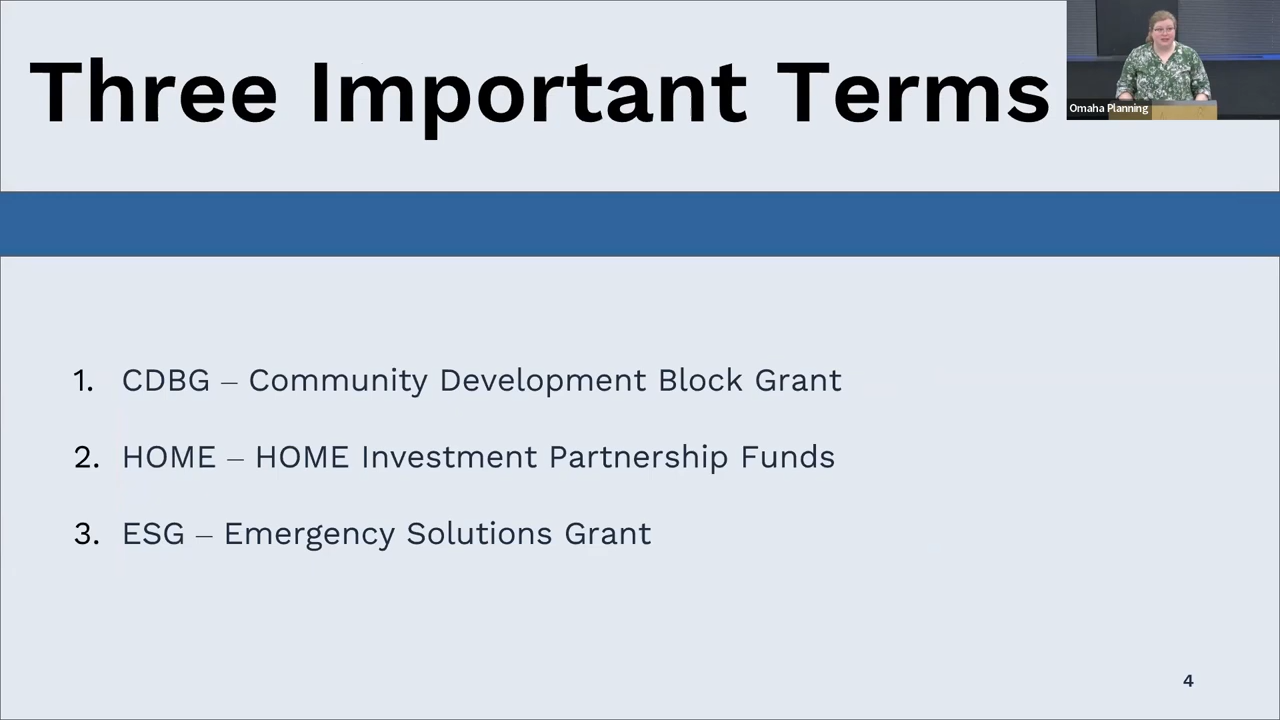 Three Important Terms
Omaha Planning
1. CDBG – Community Development Block Grant
2. HOME – HOME Investment Partnership Funds
3. ESG – Emergency Solutions Grant
4